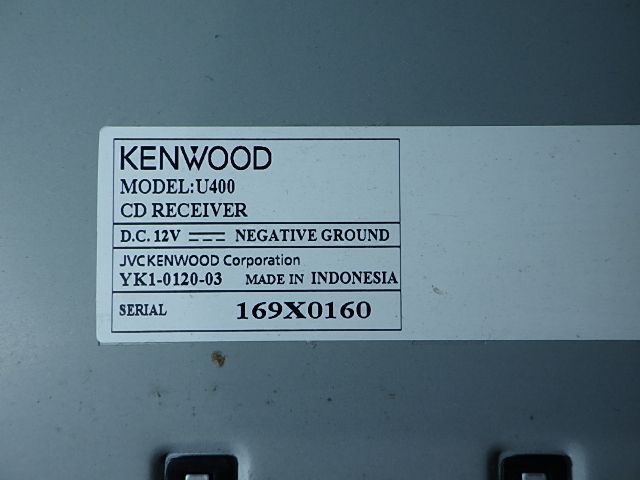 KENWOOD
MODEL:U400
CD RECEIVER
D.C. 12V NEGATIVE GROUND
JVCKENWOOD Corporation
YK1-0120-03 MADE IN INDONESIA
SERIAL 169X0160